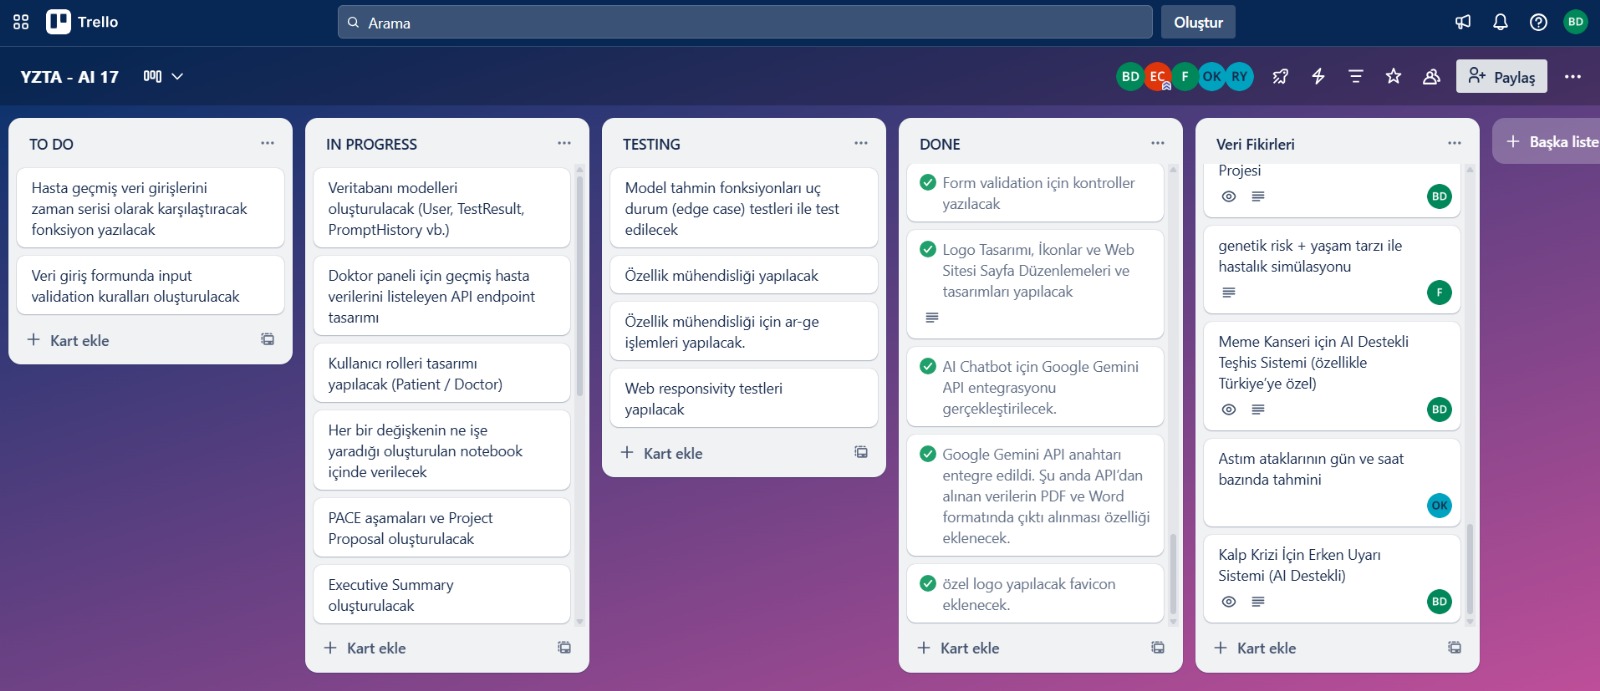 Trello
Arama
Oluştur
BD
YZTA - AI 17
BD EC F OK RY
Paylaş
TO DO
Hasta geçmiş veri girişlerini
zaman serisi olarak karşılaştıracak
fonksiyon yazılacak
Veri giriş formunda input
validation kuralları oluşturulacak
Kart ekle
IN PROGRESS
Veritabanı modelleri
oluşturulacak (User, TestResult,
PromptHistory vb.)
Doktor paneli için geçmiş hasta
verilerini listeleyen API endpoint
tasarımı
Kullanıcı rolleri tasarımı
yapılacak (Patient / Doctor)
Her bir değişkenin ne işe
yaradığı oluşturulan notebook
içinde verilecek
PACE aşamaları ve Project
Proposal oluşturulacak
Executive Summary
oluşturulacak
Kart ekle
TESTING
Model tahmin fonksiyonları uç
durum (edge case) testleri ile test
edilecek
Özellik mühendisliği yapılacak
Özellik mühendisliği için ar-ge
işlemleri yapılacak.
Web responsivity testleri
yapılacak
Kart ekle
DONE
Form validation için kontroller
yazılacak
Logo Tasarımı, İkonlar ve Web
Sitesi Sayfa Düzenlemeleri ve
tasarımları yapılacak
AI Chatbot için Google Gemini
API entegrasyonu
gerçekleştirilecek.
Google Gemini API anahtarı
entegre edildi. Şu anda API'dan
alınan verilerin PDF ve Word
formatında çıktı alınması özelliği
eklenecek.
özel logo yapılacak favicon
eklenecek.
Kart ekle
Veri Fikirleri
Projesi
BD
genetik risk + yaşam tarzı ile
hastalık simülasyonu
F
Meme Kanseri için AI Destekli
Teşhis Sistemi (özellikle
Türkiye'ye özel)
BD
Astım ataklarının gün ve saat
bazında tahmini
OK
Kalp Krizi İçin Erken Uyarı
Sistemi (AI Destekli)
BD
Kart ekle
Başka liste